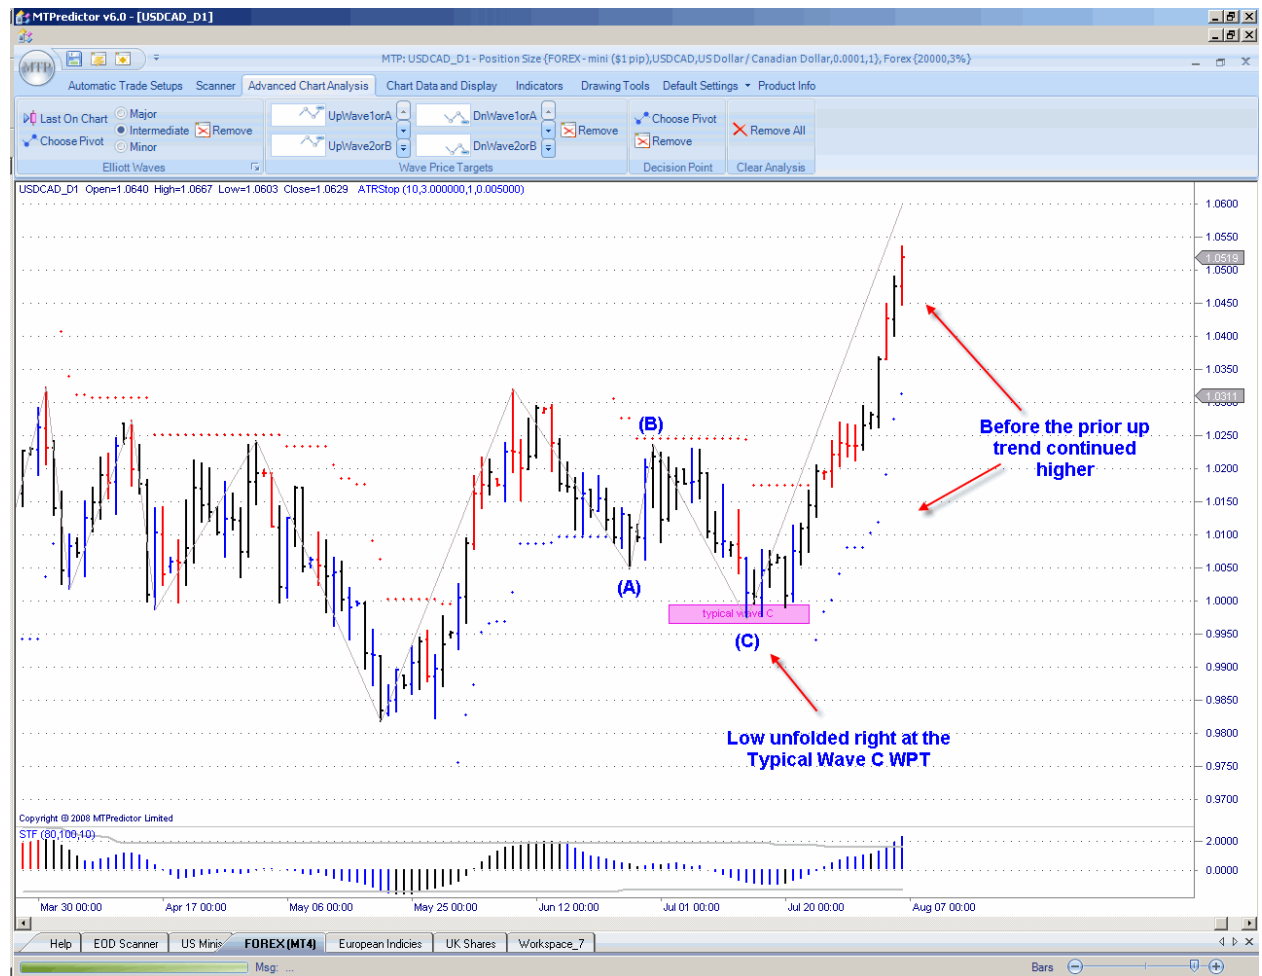 MTPredictor v6.0 - [USDCAD_D1]
MTP
MTP: USDCAD_D1 - Position Size {FOREX - mini ($1 pip),USDCAD,US Dollar / Canadian Dollar,0.0001,1}, Forex {20000,3%}
Automatic Trade Setups Scanner Advanced Chart Analysis Chart Data and Display Indicators Drawing Tools Default Settings Product Info
Last On Chart
Choose Pivot
Major
Intermediate
Minor
Remove
Elliott Waves
UpWave1orA
UpWave2orB
DnWave1orA
DnWave2orB
Remove
Wave Price Targets
Choose Pivot
Remove
Decision Point
Remove All
Clear Analysis
USDCAD_D1 Open=1.0640 High=1.0667 Low=1.0603 Close=1.0629 ATRStop (10,3.000000,1,0.005000)
1.0600
1.0550
1.0519
1.0500
1.0450
1.0400
1.0350
1.0311
1.0250
1.0200
1.0150
1.0100
1.0050
1.0000
0.9950
0.9900
0.9850
0.9800
0.9750
0.9700
(B)
(A)
typical wave C
(C)
Before the prior up
trend continued
higher
Low unfolded right at the
Typical Wave C WPT
Copyright @ 2008 MTPredictor Limited
STF (80,100,10)
2.0000
0.0000
Mar 30 00:00 Apr 17 00:00 May 06 00:00 May 25 00:00 Jun 12 00:00 Jul 01 00:00 Jul 20 00:00 Aug 07 00:00
Help EOD Scanner US Minis FOREX (MT4) European Indicies UK Shares Workspace_7
Msg: ...
Bars